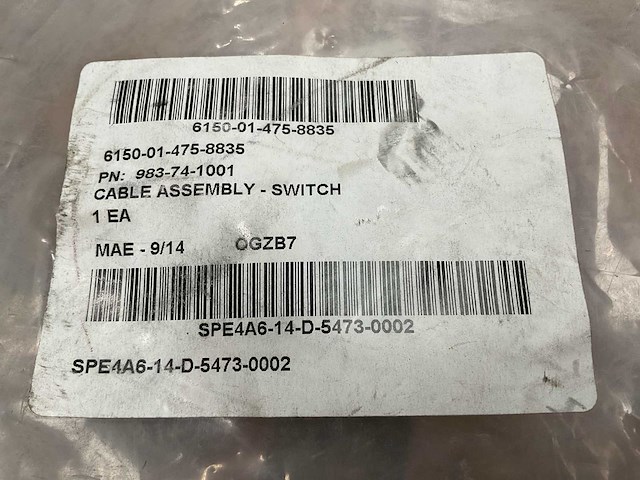 6150-01-475-8835
6150-01-475-8835
PN: 983-74-1001
CABLE ASSEMBLY - SWITCH
1 EA
MAE - 9/14 OGZB7
SPE4A6-14-D-5473-0002
SPE4A6-14-D-5473-0002